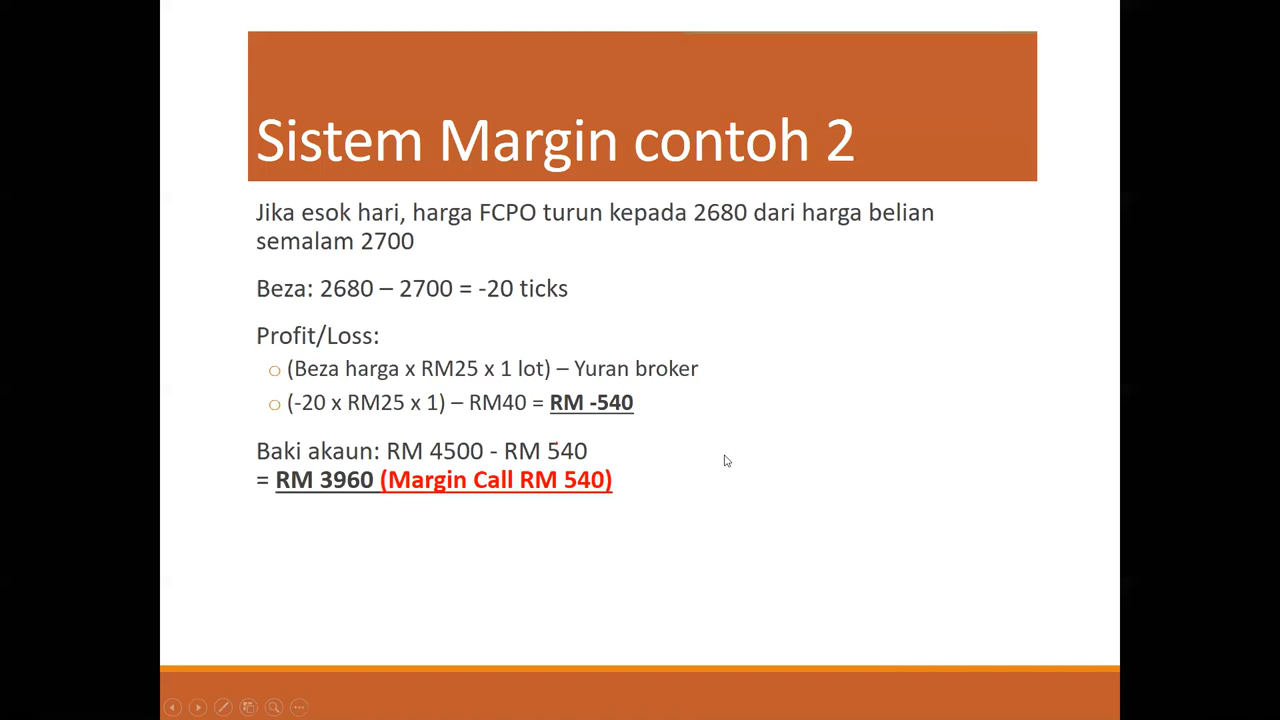 Sistem Margin contoh 2
Jika esok hari, harga FCPO turun kepada 2680 dari harga belian
semalam 2700
Beza: 2680 – 2700 = -20 ticks
Profit/Loss:
(Beza harga x RM25 x 1 lot) – Yuran broker
(-20 x RM25 x 1) – RM40 = RM -540
Baki akaun: RM 4500 - RM 540
= RM 3960 (Margin Call RM 540)